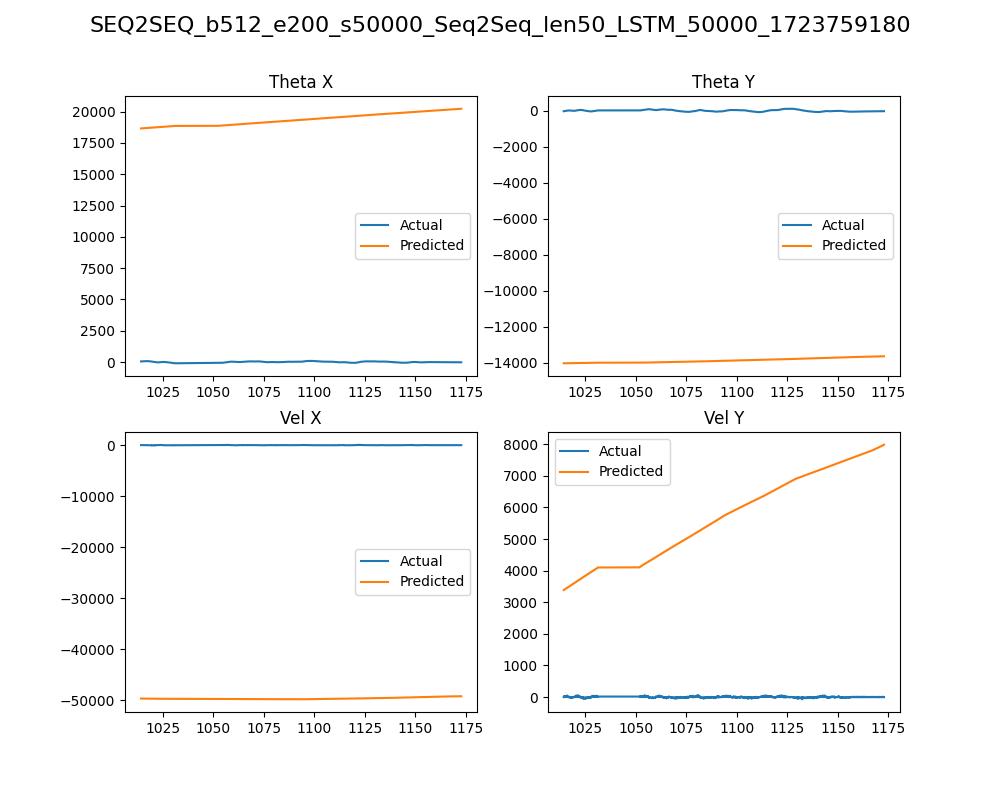 SEQ2SEQ_b512_e200_s50000_Seq2Seq_len50_LSTM_50000_1723759180
Theta X
20000
17500
15000
12500
10000
7500
5000
2500
0
1025 1050 1075 1100 1125 1150 1175
Actual
Predicted
Theta Y
0
−2000
−4000
−6000
−8000
−10000
−12000
−14000
1025 1050 1075 1100 1125 1150 1175
Actual
Predicted
Vel X
0
−10000
−20000
−30000
−40000
−50000
1025 1050 1075 1100 1125 1150 1175
Actual
Predicted
Vel Y
8000
7000
6000
5000
4000
3000
2000
1000
0
1025 1050 1075 1100 1125 1150 1175
Actual
Predicted